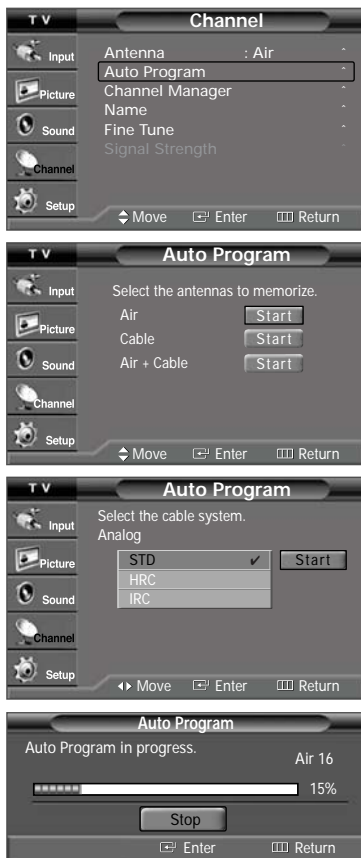 T V Channel
Input
Picture
Sound
Channel
Setup
Antenna : Air
Auto Program
Channel Manager
Name
Fine Tune
Signal Strength
Move Enter Return
T V Auto Program
Input
Picture
Sound
Channel
Setup
Select the antennas to memorize.
Air Start
Cable Start
Air + Cable Start
Move Enter Return
T V Auto Program
Input
Picture
Sound
Channel
Setup
Select the cable system.
Analog
STD ✔ Start
HRC
IRC
Move Enter Return
Auto Program
Auto Program in progress.
Air 16
15%
Stop
Enter Return